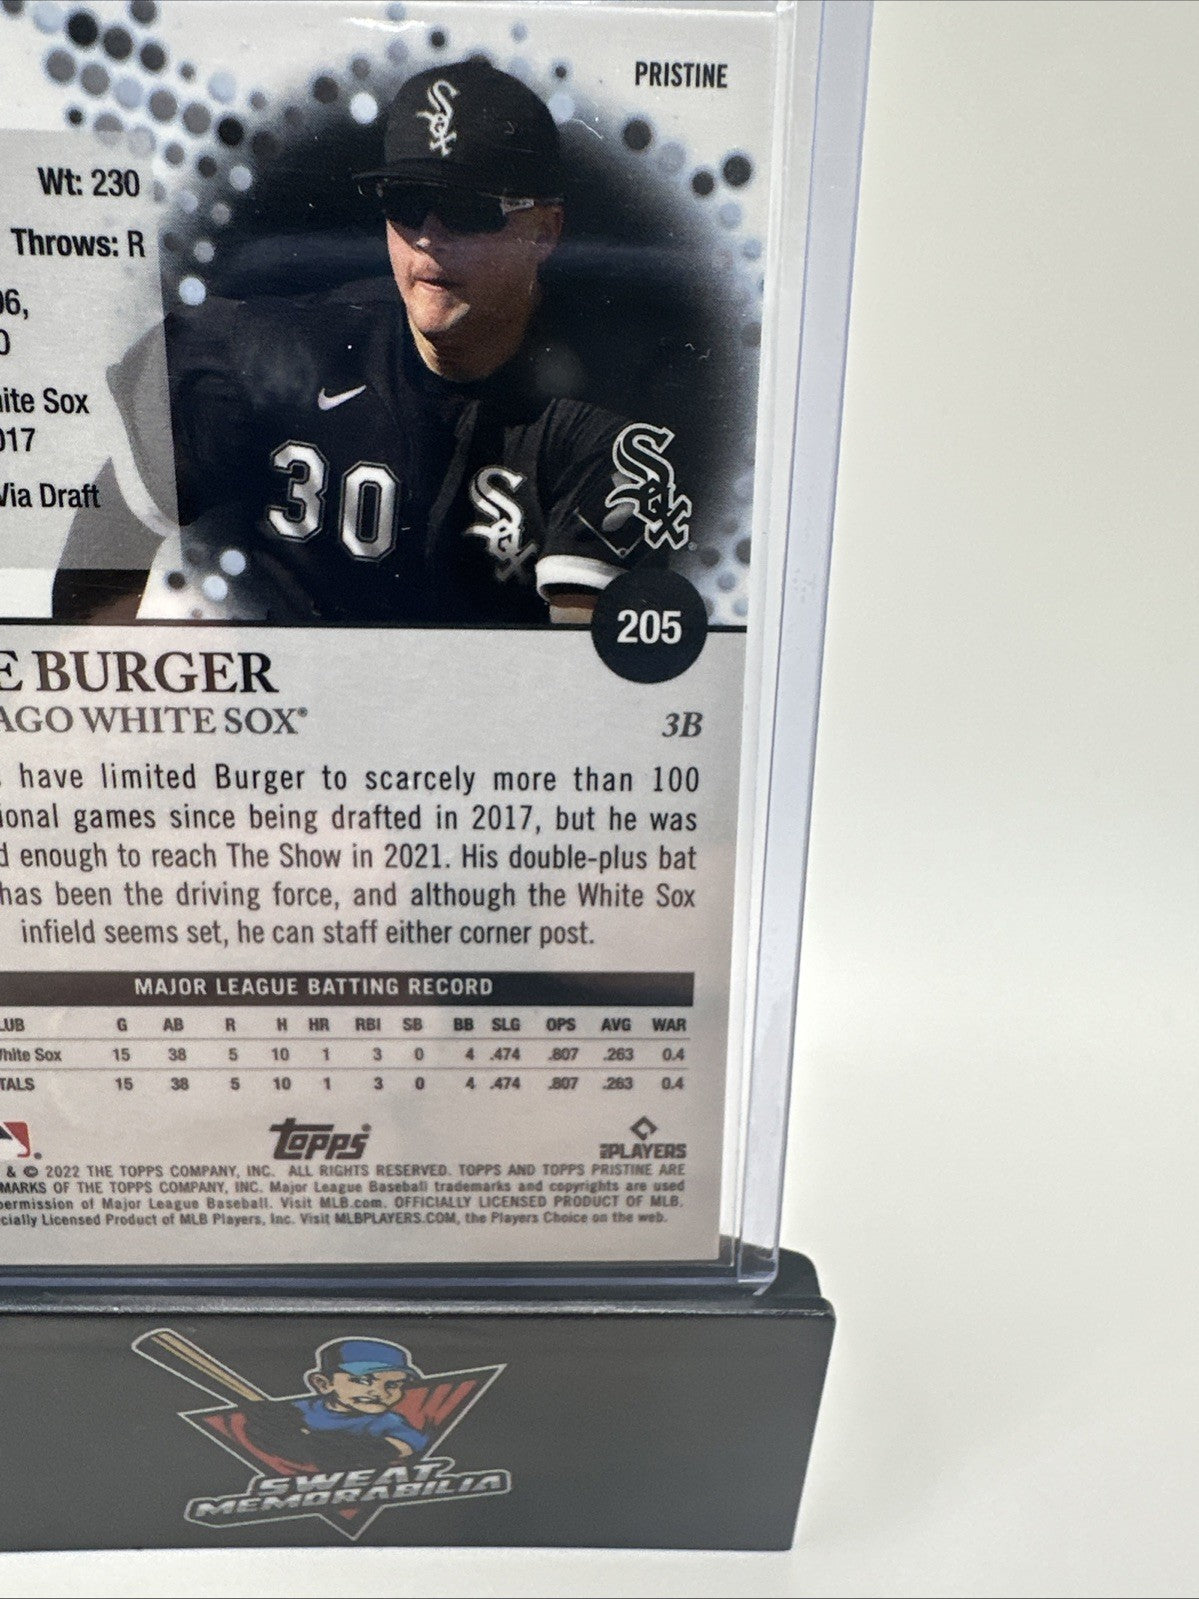 PRISTINE
Wt: 230
Throws: R
06,
0
ite Sox
017
Via Draft
30
Sox
Sox
Sox
205
E BURGER
AGO WHITE SOX®
3B
have limited Burger to scarcely more than 100
ional games since being drafted in 2017, but he was
d enough to reach The Show in 2021. His double-plus bat
has been the driving force, and although the White Sox
infield seems set, he can staff either corner post.
MAJOR LEAGUE BATTING RECORD
LUB G AB R H HR RBI SB BB SLG OPS AVG WAR
White Sox 15 38 5 10 1 3 0 4 .474 .807 .263 0.4
TALS 15 38 5 10 1 3 0 4 .474 .807 .263 0.4
Topps
PLAYERS
& © 2022 THE TOPPS COMPANY, INC. ALL RIGHTS RESERVED. TOPPS AND TOPPS PRISTINE ARE
MARKS OF THE TOPPS COMPANY, INC. Major League Baseball trademarks and copyrights are used
permission of Major League Baseball. Visit MLB.com. OFFICIALLY LICENSED PRODUCT OF MLB.
cially Licensed Product of MLB Players, Inc. Visit MLBPLAYERS.COM, the Players Choice on the web.
SWEAT
MEMORABILIA